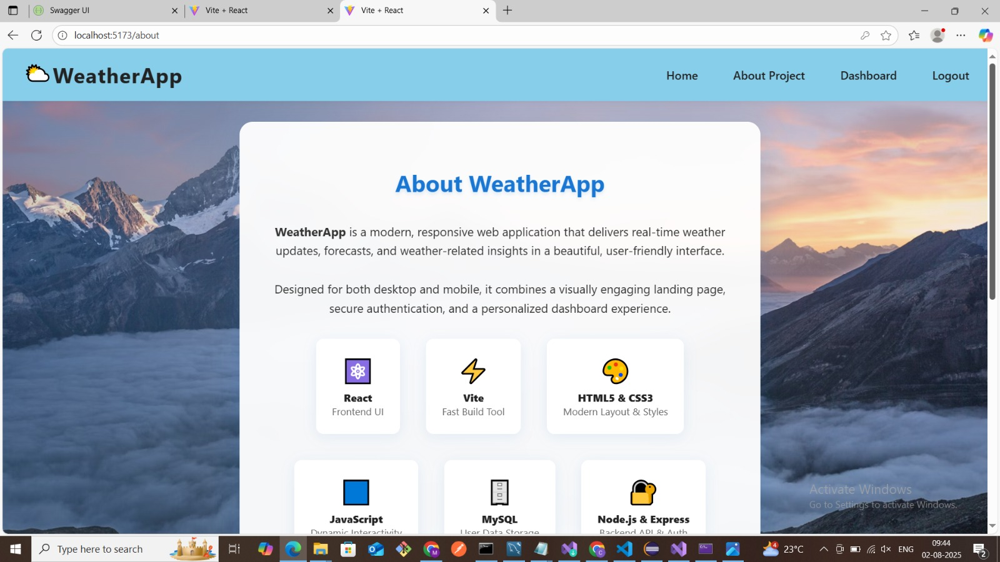 Swagger UI
Vite + React
Vite + React
localhost:5173/about
WeatherApp
Home
About Project
Dashboard
Logout
About WeatherApp
WeatherApp is a modern, responsive web application that delivers real-time weather
updates, forecasts, and weather-related insights in a beautiful, user-friendly interface.
Designed for both desktop and mobile, it combines a visually engaging landing page,
secure authentication, and a personalized dashboard experience.
React
Frontend UI
Vite
Fast Build Tool
HTML5 & CSS3
Modern Layout & Styles
JavaScript
Dynamic Interactivity
MySQL
User Data Storage
Node.js & Express
Backend API & Auth
Activate Windows
Go to Settings to activate Windows.
Type here to search
M
C
4
23°C
ENG
09:44
02-08-2025
2